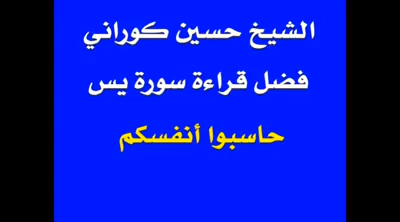 الشيخ حسين كوراني
فضل قراءة سورة يس
حاسبوا أنفسكم